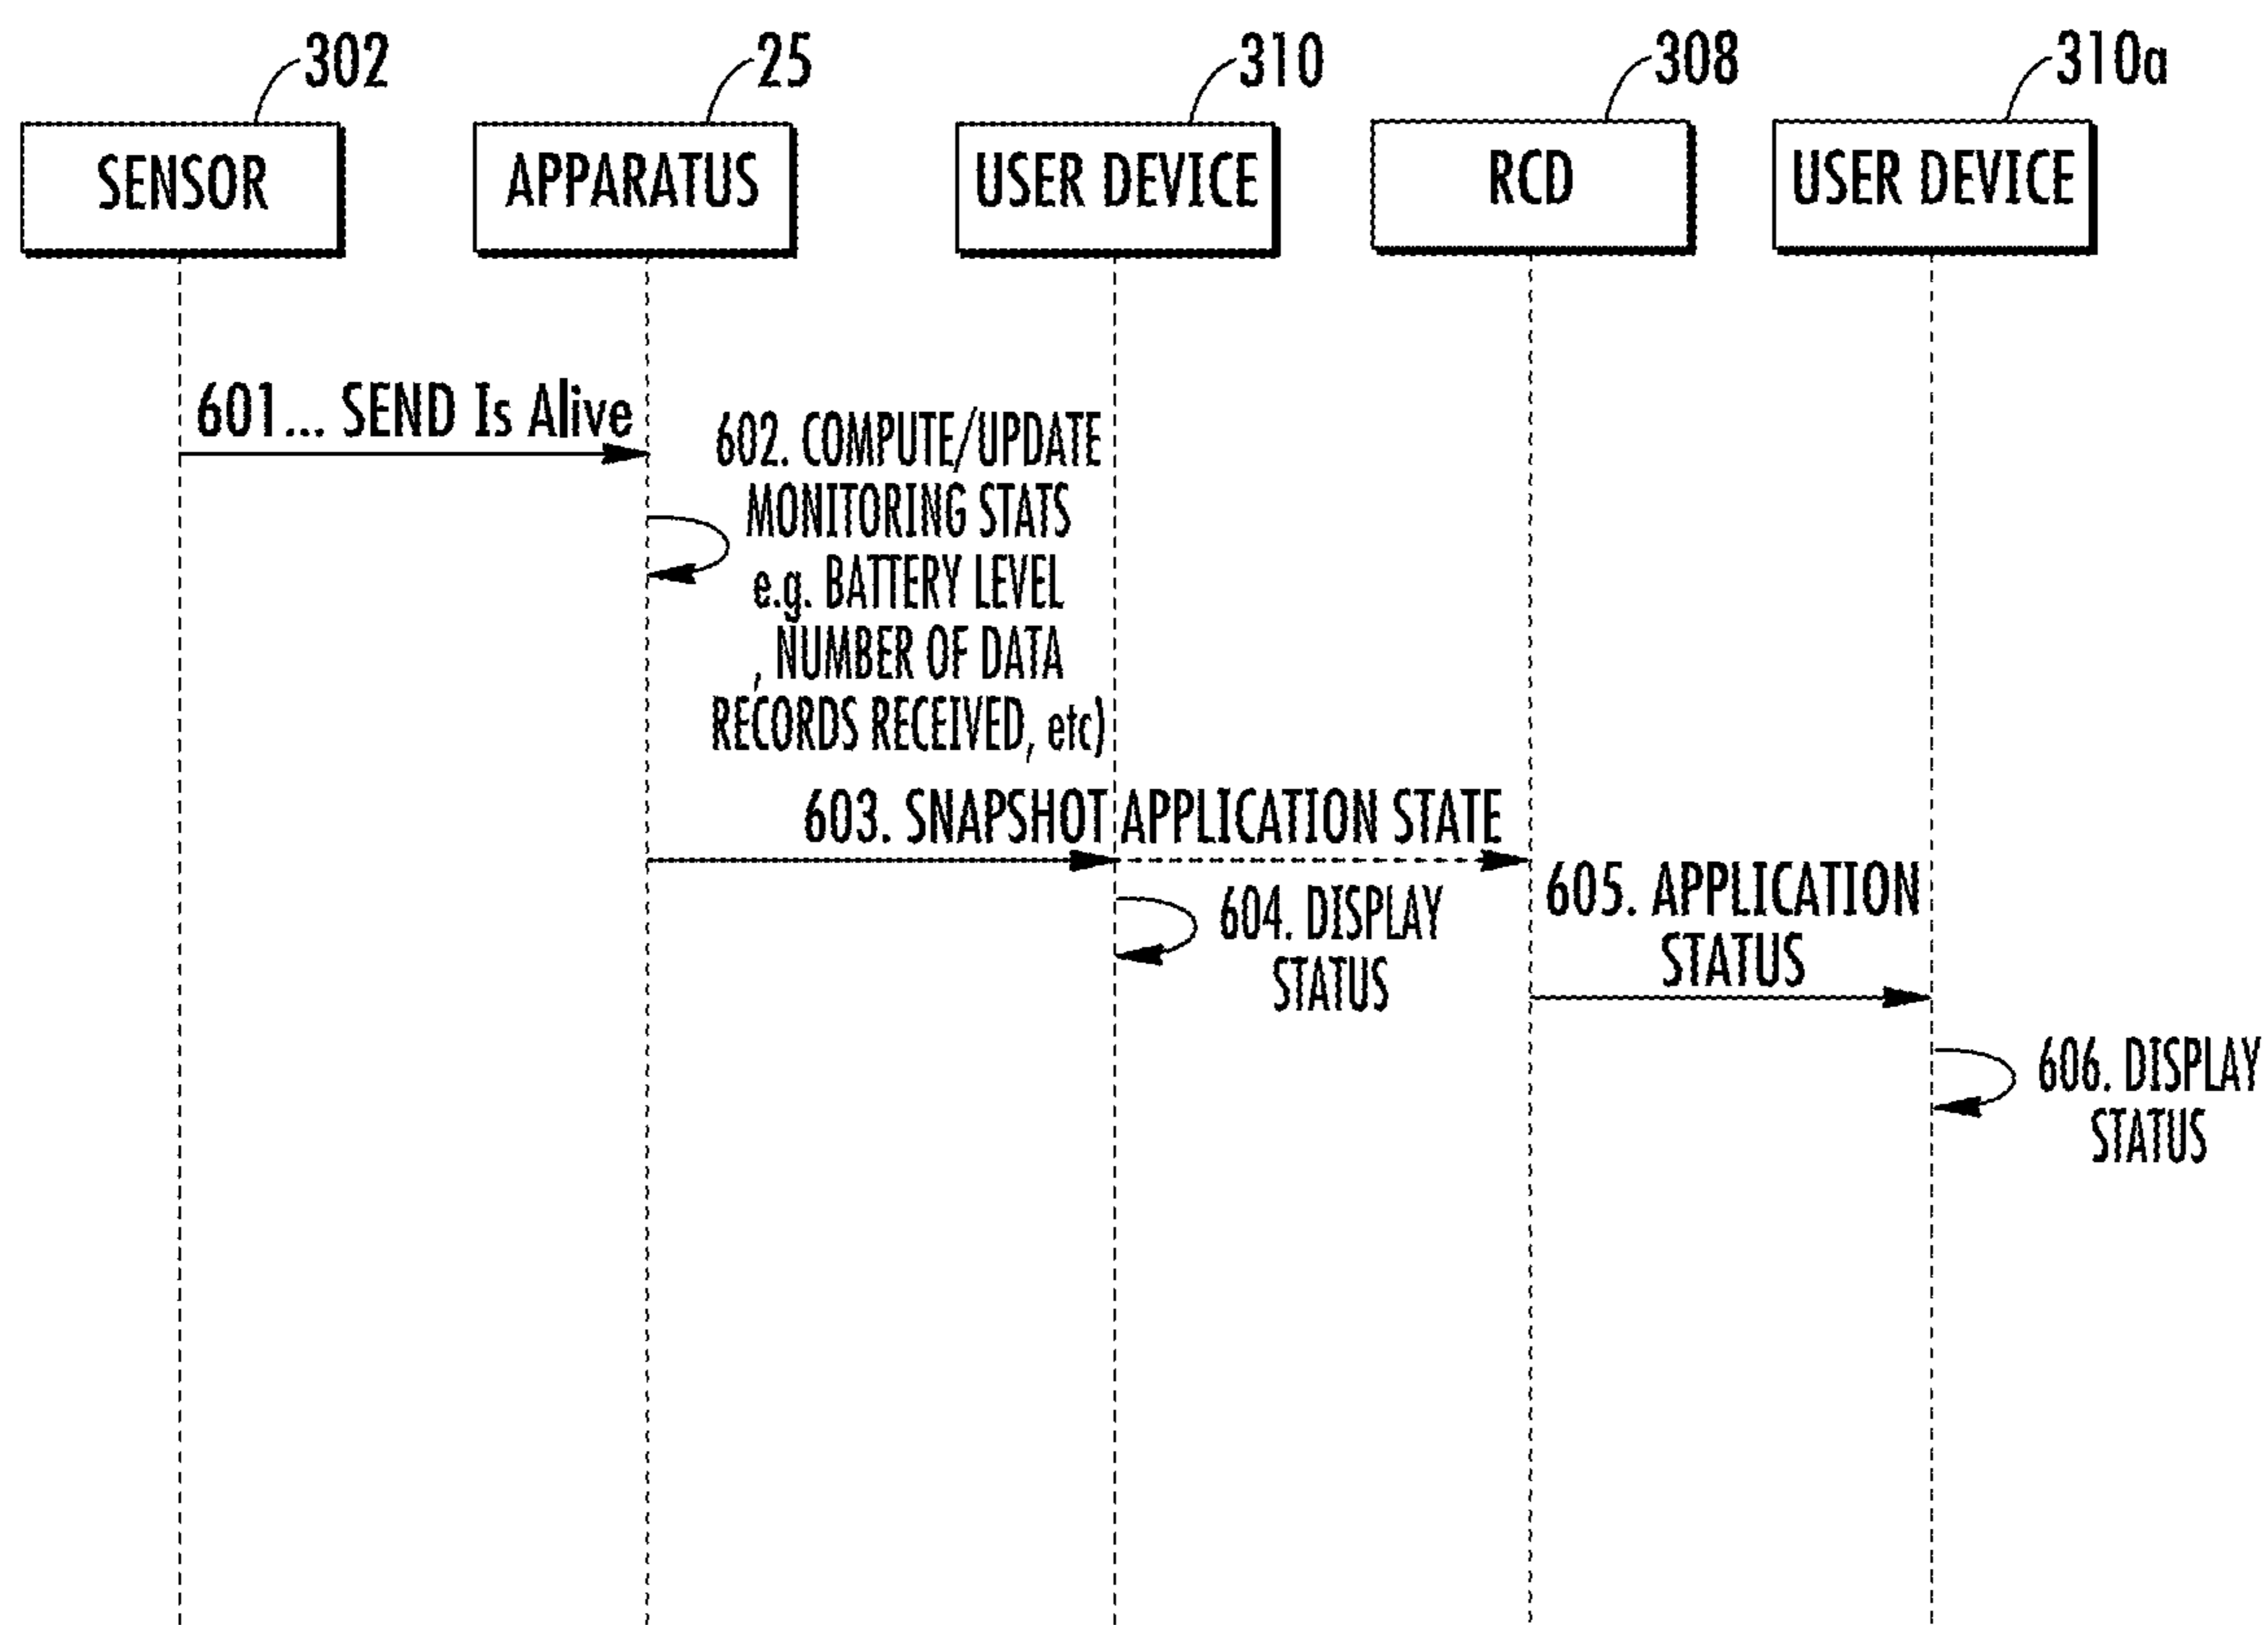 302
25
310
308
310a
SENSOR
APPARATUS
USER DEVICE
RCD
USER DEVICE
601... SEND Is Alive
602. COMPUTE/UPDATE
MONITORING STATS
e.g. BATTERY LEVEL
, NUMBER OF DATA
RECORDS RECEIVED, etc)
603. SNAPSHOT APPLICATION STATE
604. DISPLAY
STATUS
605. APPLICATION
STATUS
606. DISPLAY
STATUS